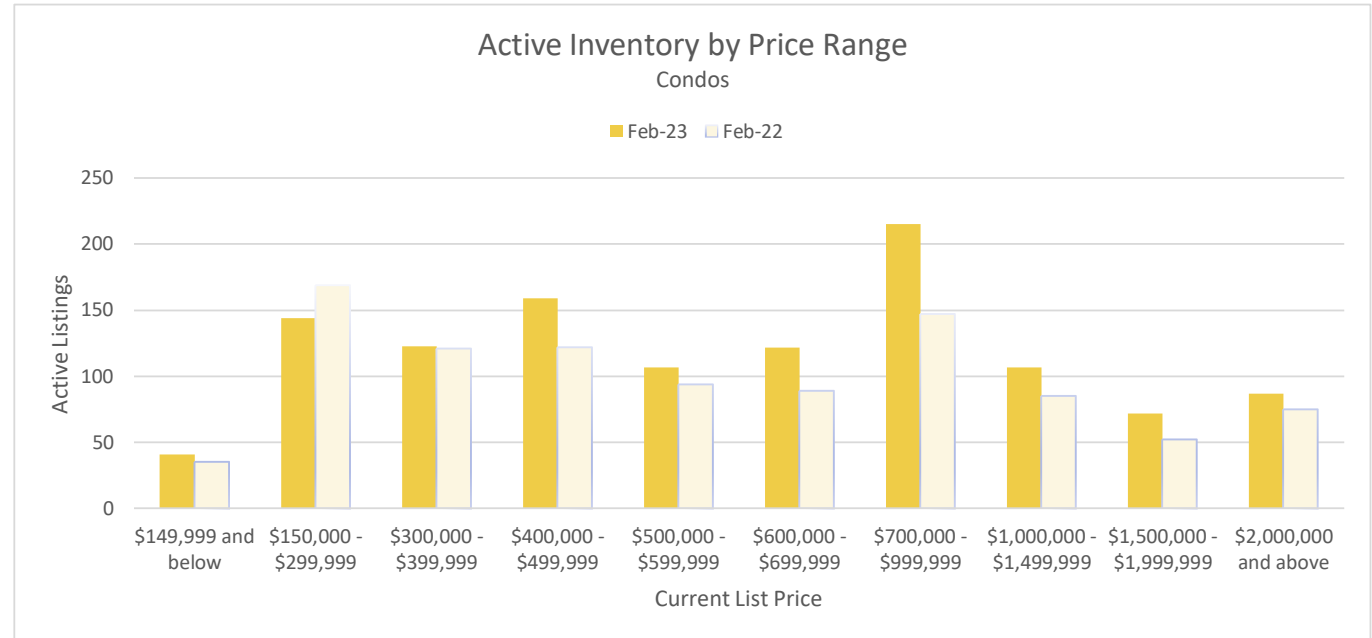 Active Inventory by Price Range
Condos
Feb-23 Feb-22
250
200
150
100
50
0
Active Listings
$149,999 and below
$150,000 - $299,999
$300,000 - $399,999
$400,000 - $499,999
$500,000 - $599,999
$600,000 - $699,999
$700,000 - $999,999
$1,000,000 - $1,499,999
$1,500,000 - $1,999,999
$2,000,000 and above
Current List Price